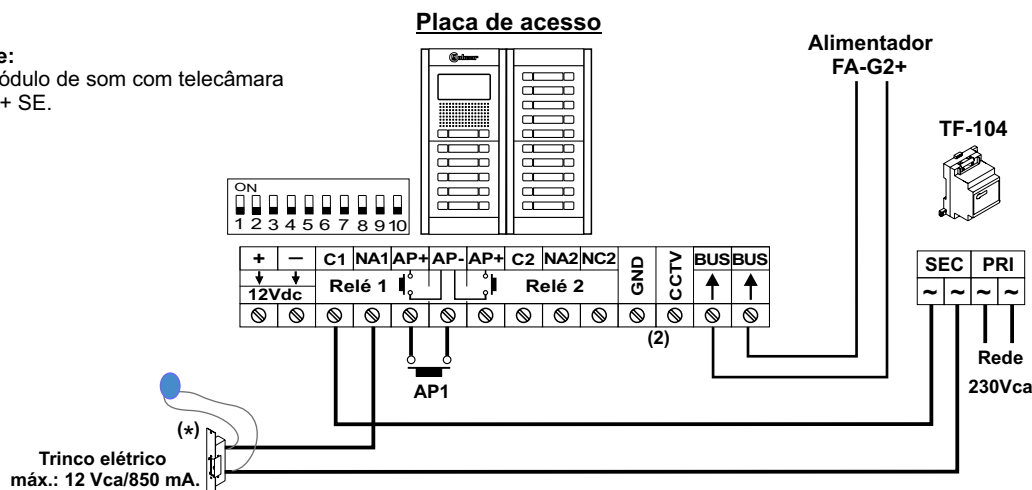 Placa de acesso
e:
ódulo de som com telecâmara
+ SE.
Golmar
Alimentador
FA-G2+
TF-104
ON
1 2 3 4 5 6 7 8 9 10
+ − C1 NA1 AP+ AP- AP+ C2 NA2 NC2 GND CCTV BUS BUS
12Vdc Relé 1 Relé 2
SEC PRI
~ ~ ~ ~
(2)
Rede
230Vca
AP1
(*)
Trinco elétrico
máx.: 12 Vca/850 mA.